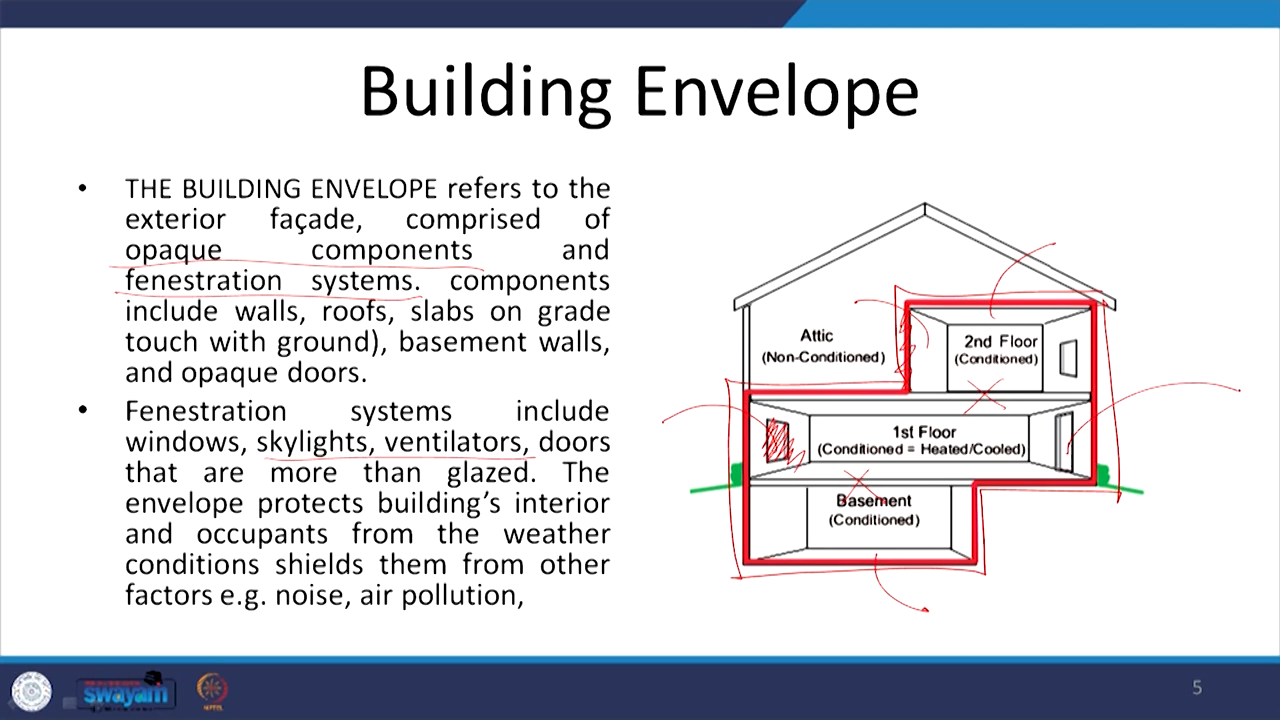 Building Envelope
• THE BUILDING ENVELOPE refers to the
exterior façade, comprised of
opaque components and
fenestration systems. components
include walls, roofs, slabs on grade
touch with ground), basement walls,
and opaque doors.
• Fenestration systems include
windows, skylights, ventilators, doors
that are more than glazed. The
envelope protects building’s interior
and occupants from the weather
conditions shields them from other
factors e.g. noise, air pollution,
Attic
(Non-Conditioned)
2nd Floor
(Conditioned)
1st Floor
(Conditioned = Heated/Cooled)
Basement
(Conditioned)
swayam
5